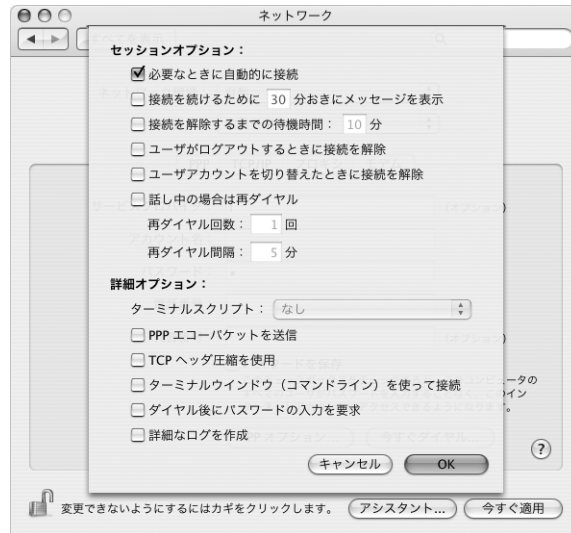 ネットワーク
セッションオプション：
必要なときに自動的に接続
接続を続けるために 30 分おきにメッセージを表示
接続を解除するまでの待機時間： 10 分
ユーザがログアウトするときに接続を解除
ユーザアカウントを切り替えたときに接続を解除
話し中の場合は再ダイヤル
再ダイヤル回数： 1 回
再ダイヤル間隔： 5 分
詳細オプション：
ターミナルスクリプト： なし
PPP エコーパケットを送信
TCP ヘッダ圧縮を使用
ターミナルウインドウ（コマンドライン）を使って接続
ダイヤル後にパスワードの入力を要求
詳細なログを作成
キャンセル OK
変更できないようにするにはカギをクリックします。 アシスタント... 今すぐ適用